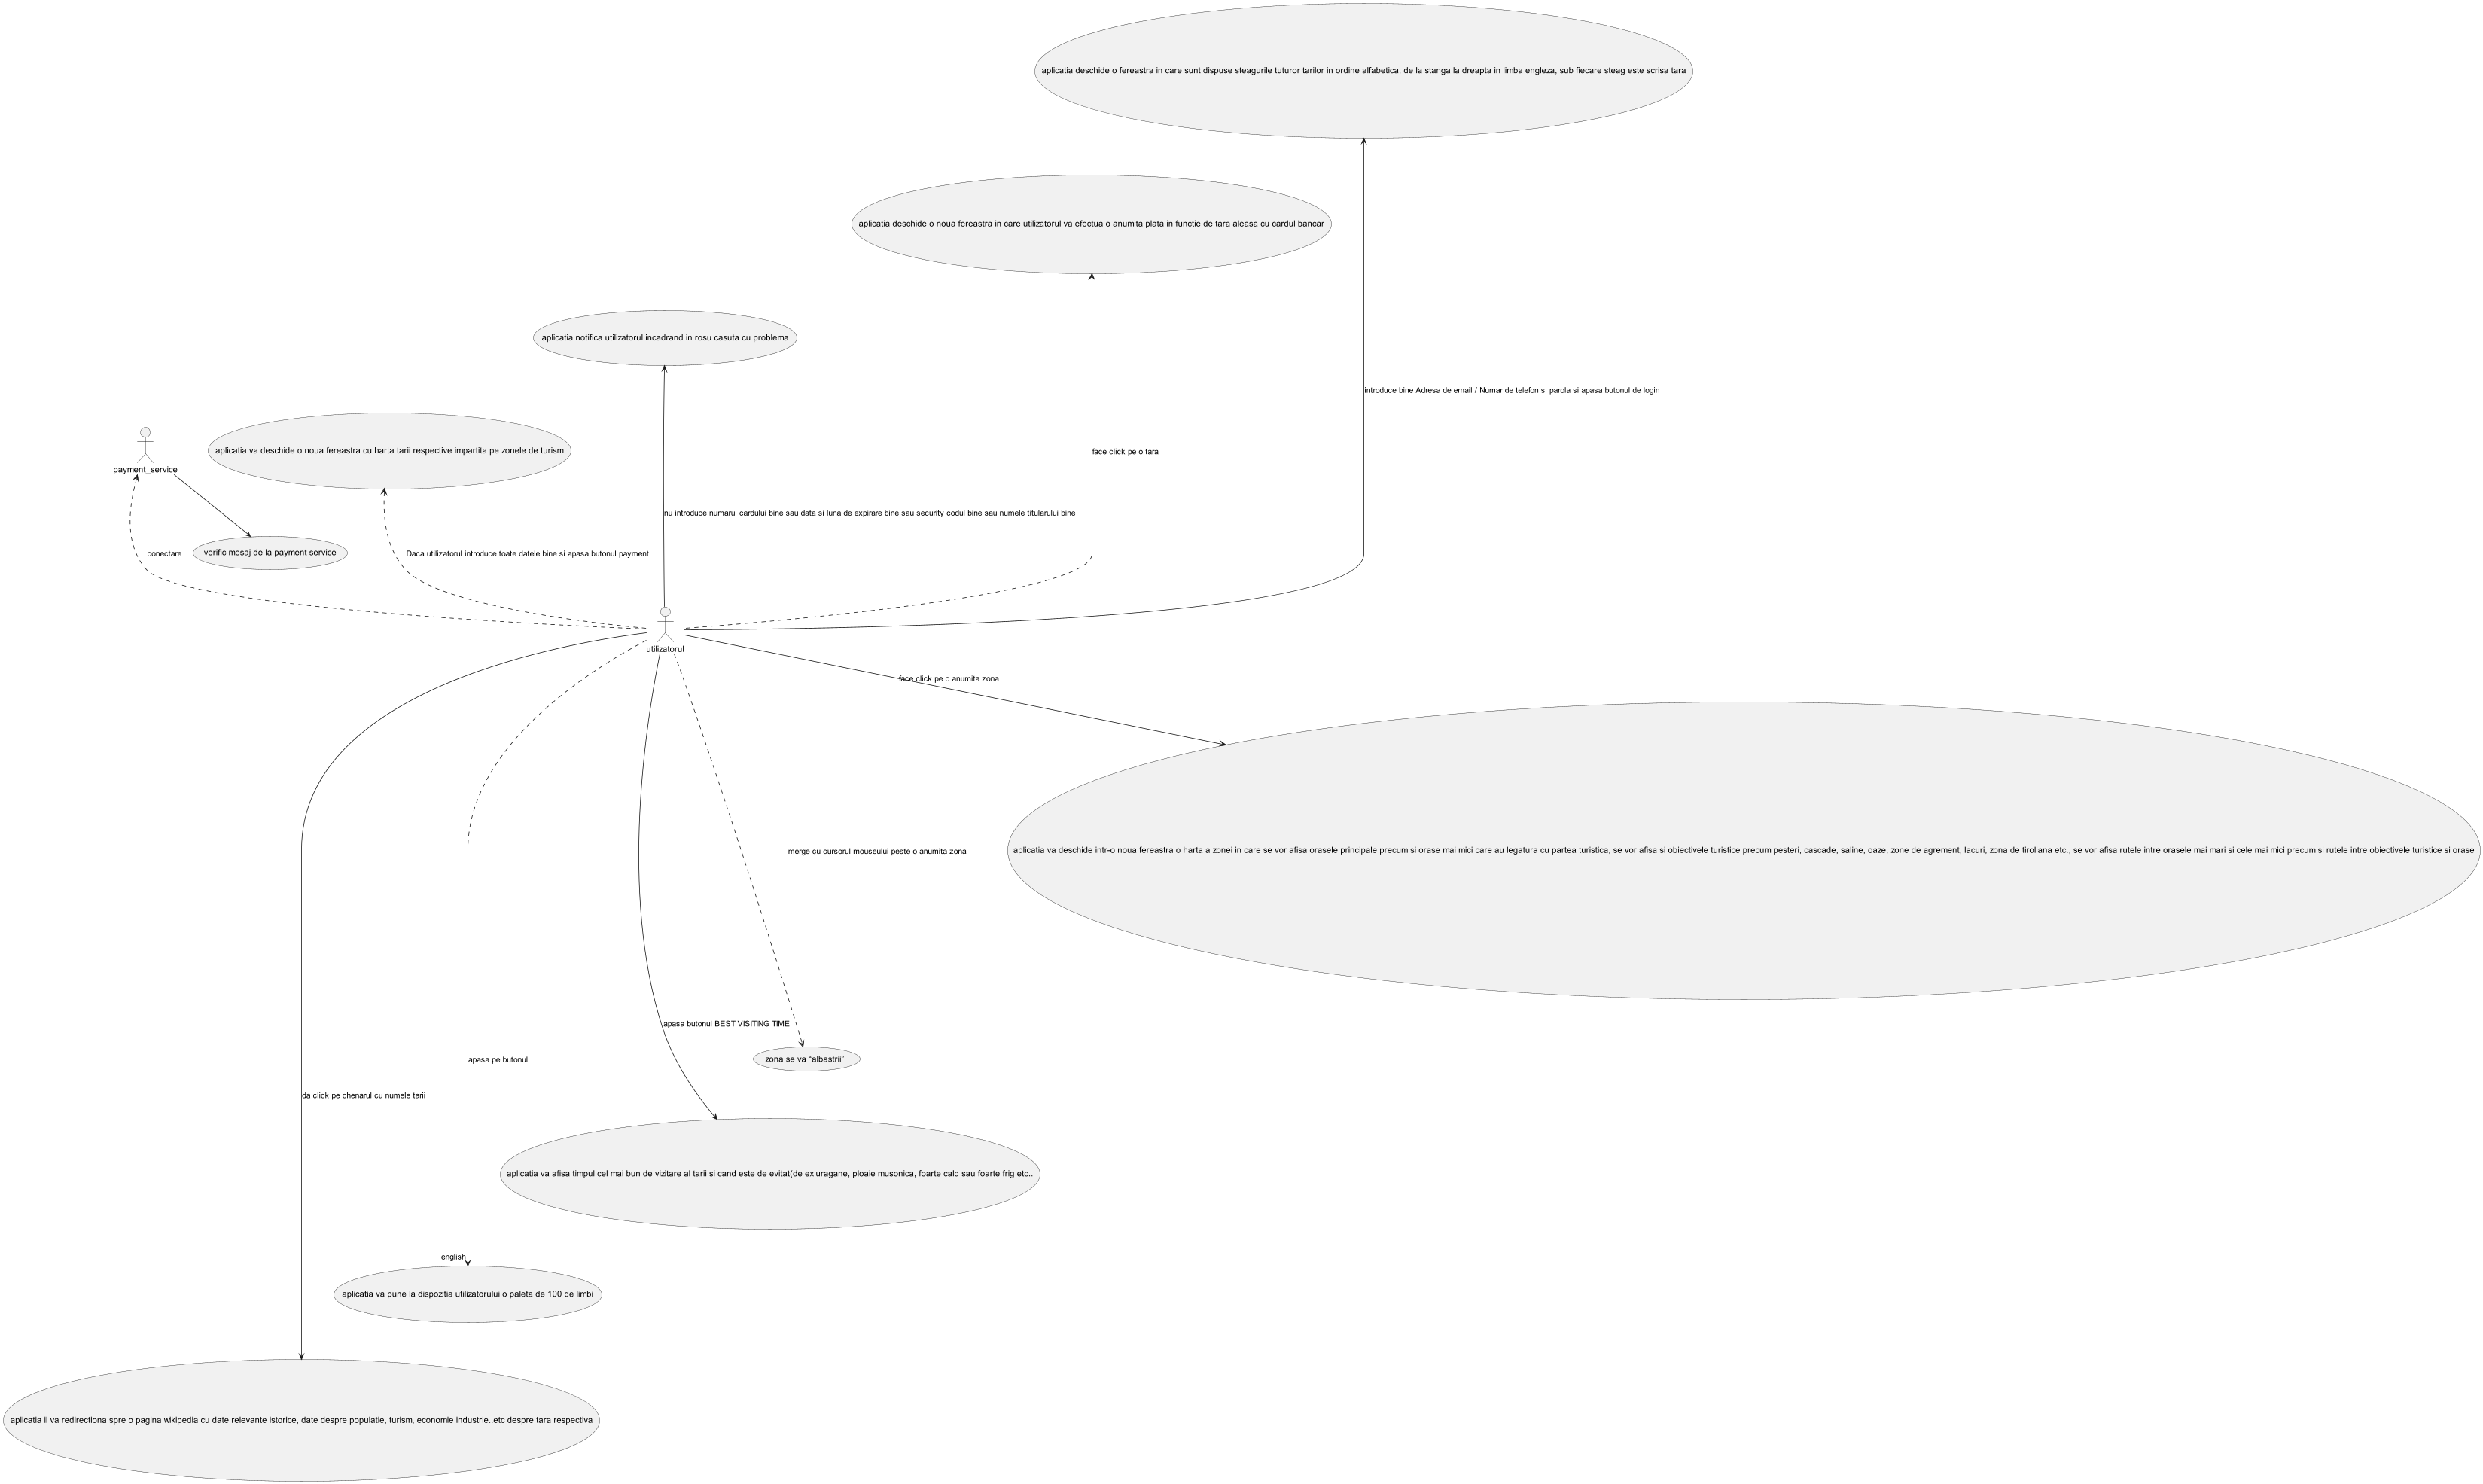 aplicatia deschide o fereastra in care sunt dispuse steagurile tuturor tarilor in ordine alfabetica, de la stanga la dreapta in limba engleza, sub fiecare steag este scrisa tara
aplicatia deschide o noua fereastra in care utilizatorul va efectua o anumita plata in functie de tara aleasa cu cardul bancar
aplicatia notifica utilizatorul incadrand in rosu casuta cu problema
introduce bine Adresa de email / Numar de telefon si parola si apasa butonul de login
aplicatia va deschide o noua fereastra cu harta tarii respective impartita pe zonele de turism
face click pe o tara
payment_service
nu introduce numarul cardului bine sau data si luna de expirare bine sau security codul bine sau numele titularului bine
verific mesaj de la payment service
conectare
Daca utilizatorul introduce toate datele bine si apasa butonul payment
utilizatorul
face click pe o anumita zona
merge cu cursorul mouseului peste o anumita zona
aplicatia va deschide intr-o noua fereastra o harta a zonei in care se vor afisa orasele principale precum si orase mai mici care au legatura cu partea turistica, se vor afisa si obiectivele turistice precum pesteri, cascade, saline, oaze, zone de agrement, lacuri, zona de tiroliana etc., se vor afisa rutele intre orasele mai mari si cele mai mici precum si rutele intre obiectivele turistice si orase
apasa butonul BEST VISITING TIME
zona se va “albastrii”
apasa pe butonul
da click pe chenarul cu numele tarii
aplicatia va afisa timpul cel mai bun de vizitare al tarii si cand este de evitat(de ex uragane, ploaie musonica, foarte cald sau foarte frig etc..
english
aplicatia va pune la dispozitia utilizatorului o paleta de 100 de limbi
aplicatia il va redirectiona spre o pagina wikipedia cu date relevante istorice, date despre populatie, turism, economie industrie..etc despre tara respectiva